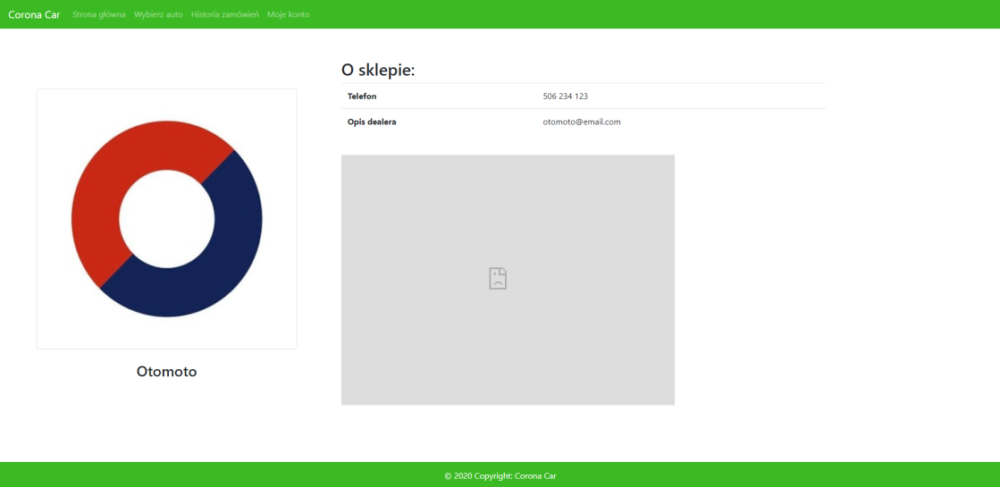 Corona Car Strona główna Wybierz auto Historia zamówień Moje konto
O sklepie:
Telefon 506 234 123
Opis dealera otomoto@email.com
Otomoto
© 2020 Copyright: Corona Car